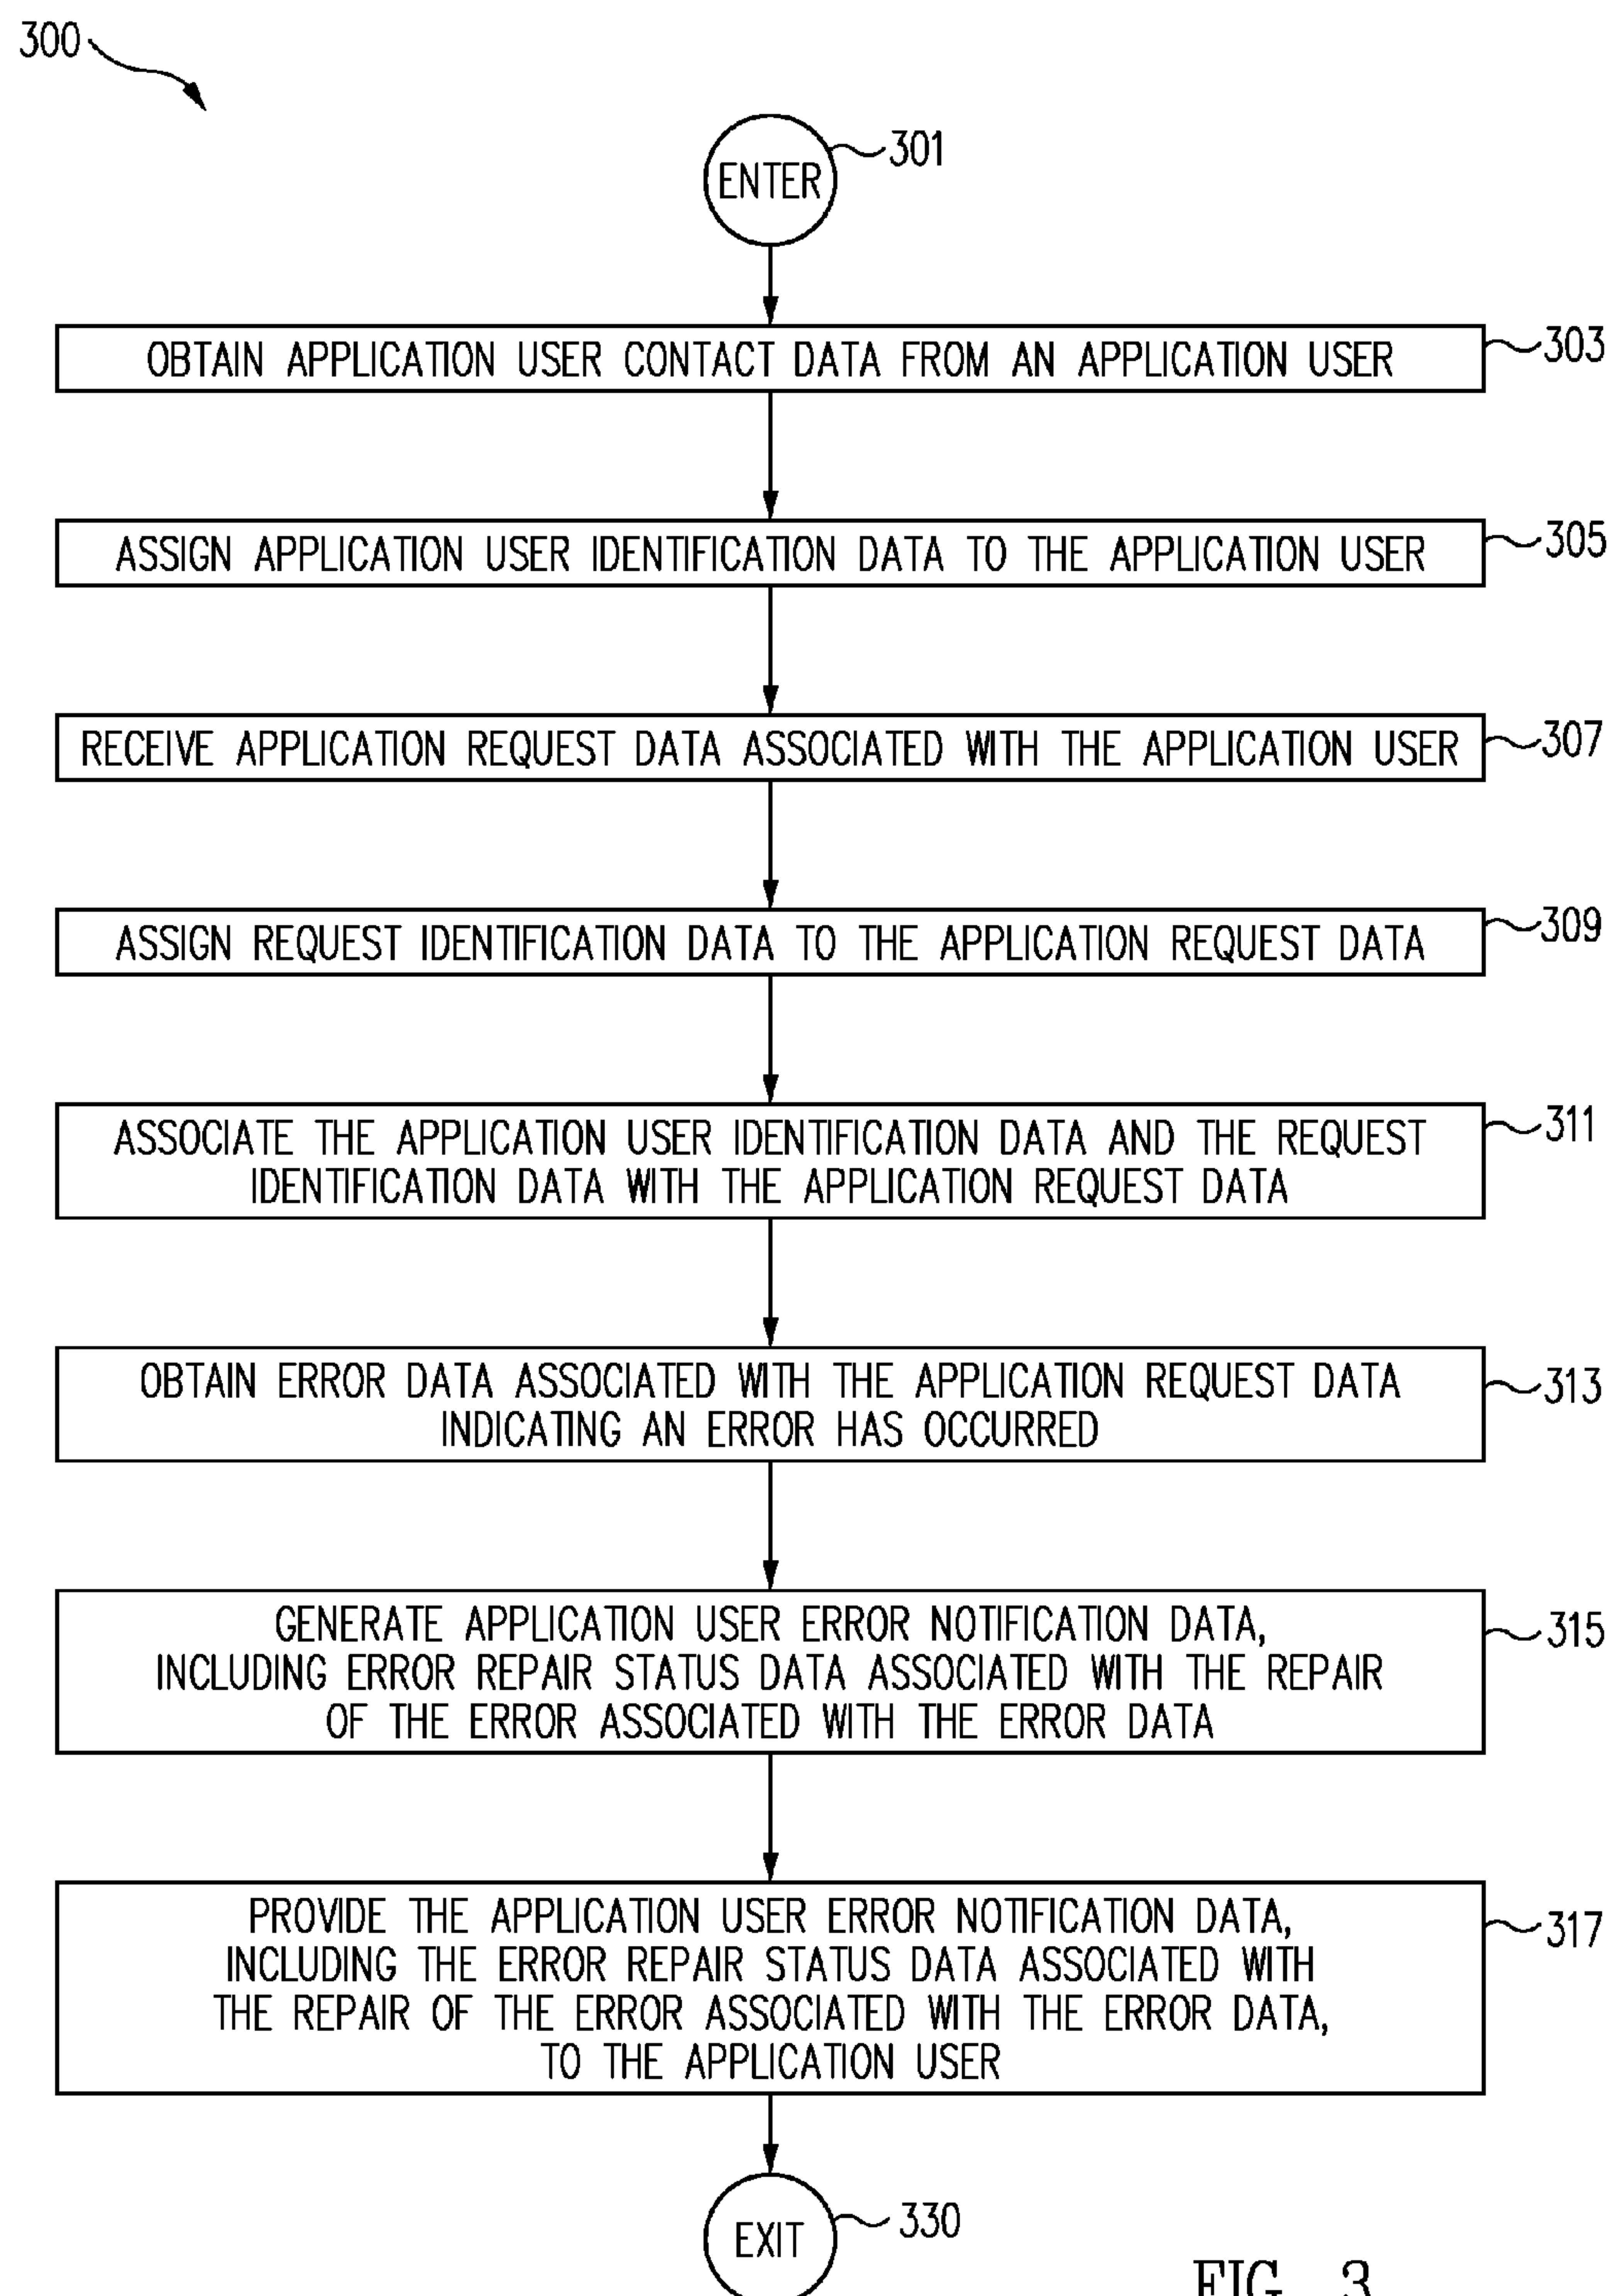 300
ENTER
301
OBTAIN APPLICATION USER CONTACT DATA FROM AN APPLICATION USER
303
ASSIGN APPLICATION USER IDENTIFICATION DATA TO THE APPLICATION USER
305
RECEIVE APPLICATION REQUEST DATA ASSOCIATED WITH THE APPLICATION USER
307
ASSIGN REQUEST IDENTIFICATION DATA TO THE APPLICATION REQUEST DATA
309
ASSOCIATE THE APPLICATION USER IDENTIFICATION DATA AND THE REQUEST
IDENTIFICATION DATA WITH THE APPLICATION REQUEST DATA
311
OBTAIN ERROR DATA ASSOCIATED WITH THE APPLICATION REQUEST DATA
INDICATING AN ERROR HAS OCCURRED
313
GENERATE APPLICATION USER ERROR NOTIFICATION DATA,
INCLUDING ERROR REPAIR STATUS DATA ASSOCIATED WITH THE REPAIR
OF THE ERROR ASSOCIATED WITH THE ERROR DATA
315
PROVIDE THE APPLICATION USER ERROR NOTIFICATION DATA,
INCLUDING THE ERROR REPAIR STATUS DATA ASSOCIATED WITH
THE REPAIR OF THE ERROR ASSOCIATED WITH THE ERROR DATA,
TO THE APPLICATION USER
317
EXIT
330
FIG. 3